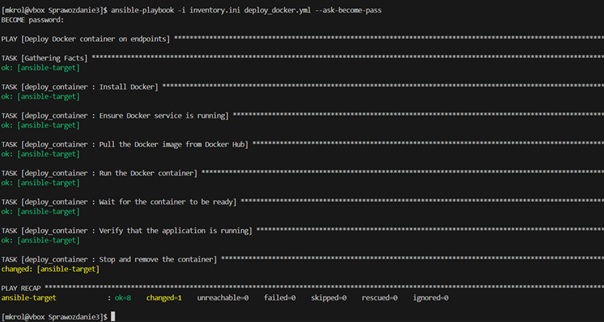 [mkrol@vbox Sprawozdanie3]$ ansible-playbook -i inventory.ini deploy_docker.yml --ask-become-pass
BECOME password:
PLAY [Deploy Docker container on endpoints] ****************************************************************
TASK [Gathering Facts] ****************************************************************
ok: [ansible-target]
TASK [deploy_container : Install Docker] ****************************************************************
ok: [ansible-target]
TASK [deploy_container : Ensure Docker service is running] ****************************************************************
ok: [ansible-target]
TASK [deploy_container : Pull the Docker image from Docker Hub] ****************************************************************
ok: [ansible-target]
TASK [deploy_container : Run the Docker container] ****************************************************************
ok: [ansible-target]
TASK [deploy_container : Wait for the container to be ready] ****************************************************************
ok: [ansible-target]
TASK [deploy_container : Verify that the application is running] ****************************************************************
ok: [ansible-target]
TASK [deploy_container : Stop and remove the container] ****************************************************************
changed: [ansible-target]
PLAY RECAP ****************************************************************
ansible-target : ok=8 changed=1 unreachable=0 failed=0 skipped=0 rescued=0 ignored=0
[mkrol@vbox Sprawozdanie3]$